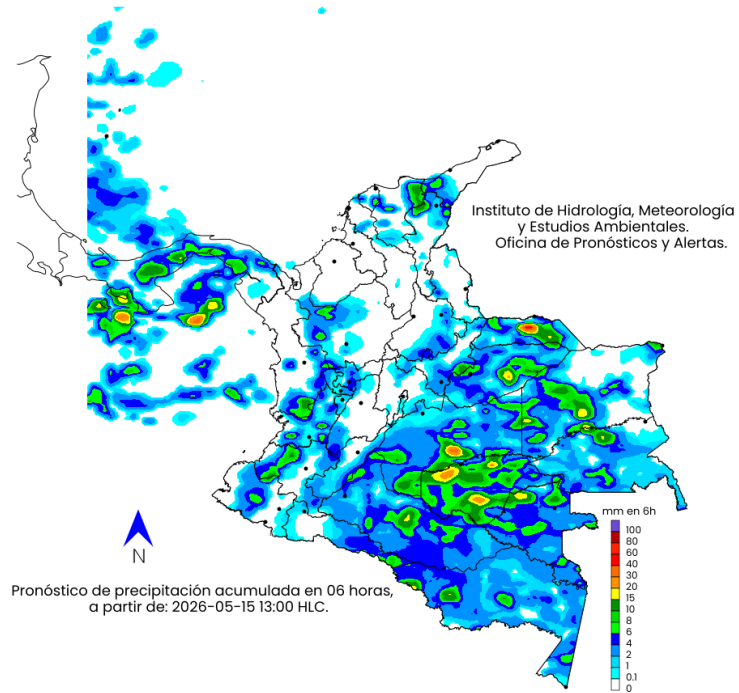 Instituto de Hidrología, Meteorología
y Estudios Ambientales.
Oficina de Pronósticos y Alertas.
mm en 6h
100
80
60
40
30
20
15
10
8
6
4
2
1
0.1
0
N
Pronóstico de precipitación acumulada en 06 horas,
a partir de: 2026-05-15 13:00 HLC.